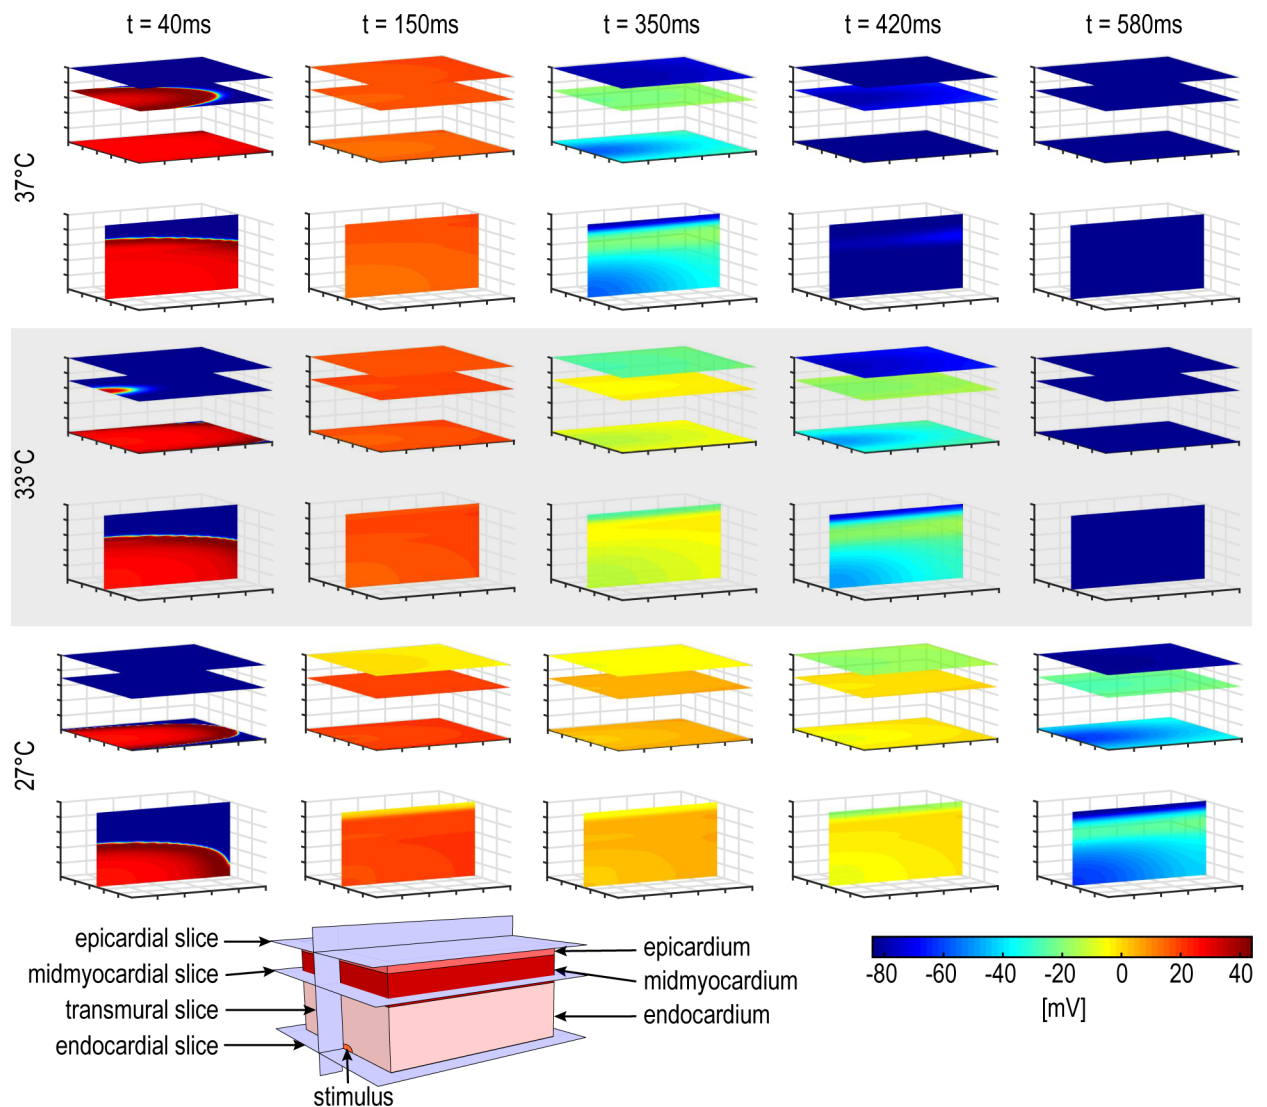 t = 40ms t = 150ms t = 350ms t = 420ms t = 580ms
37°C
33°C
27°C
epicardial slice
midmyocardial slice
transmural slice
endocardial slice
stimulus
epicardium
midmyocardium
endocardium
-80 -60 -40 -20 0 20 40
[mV]